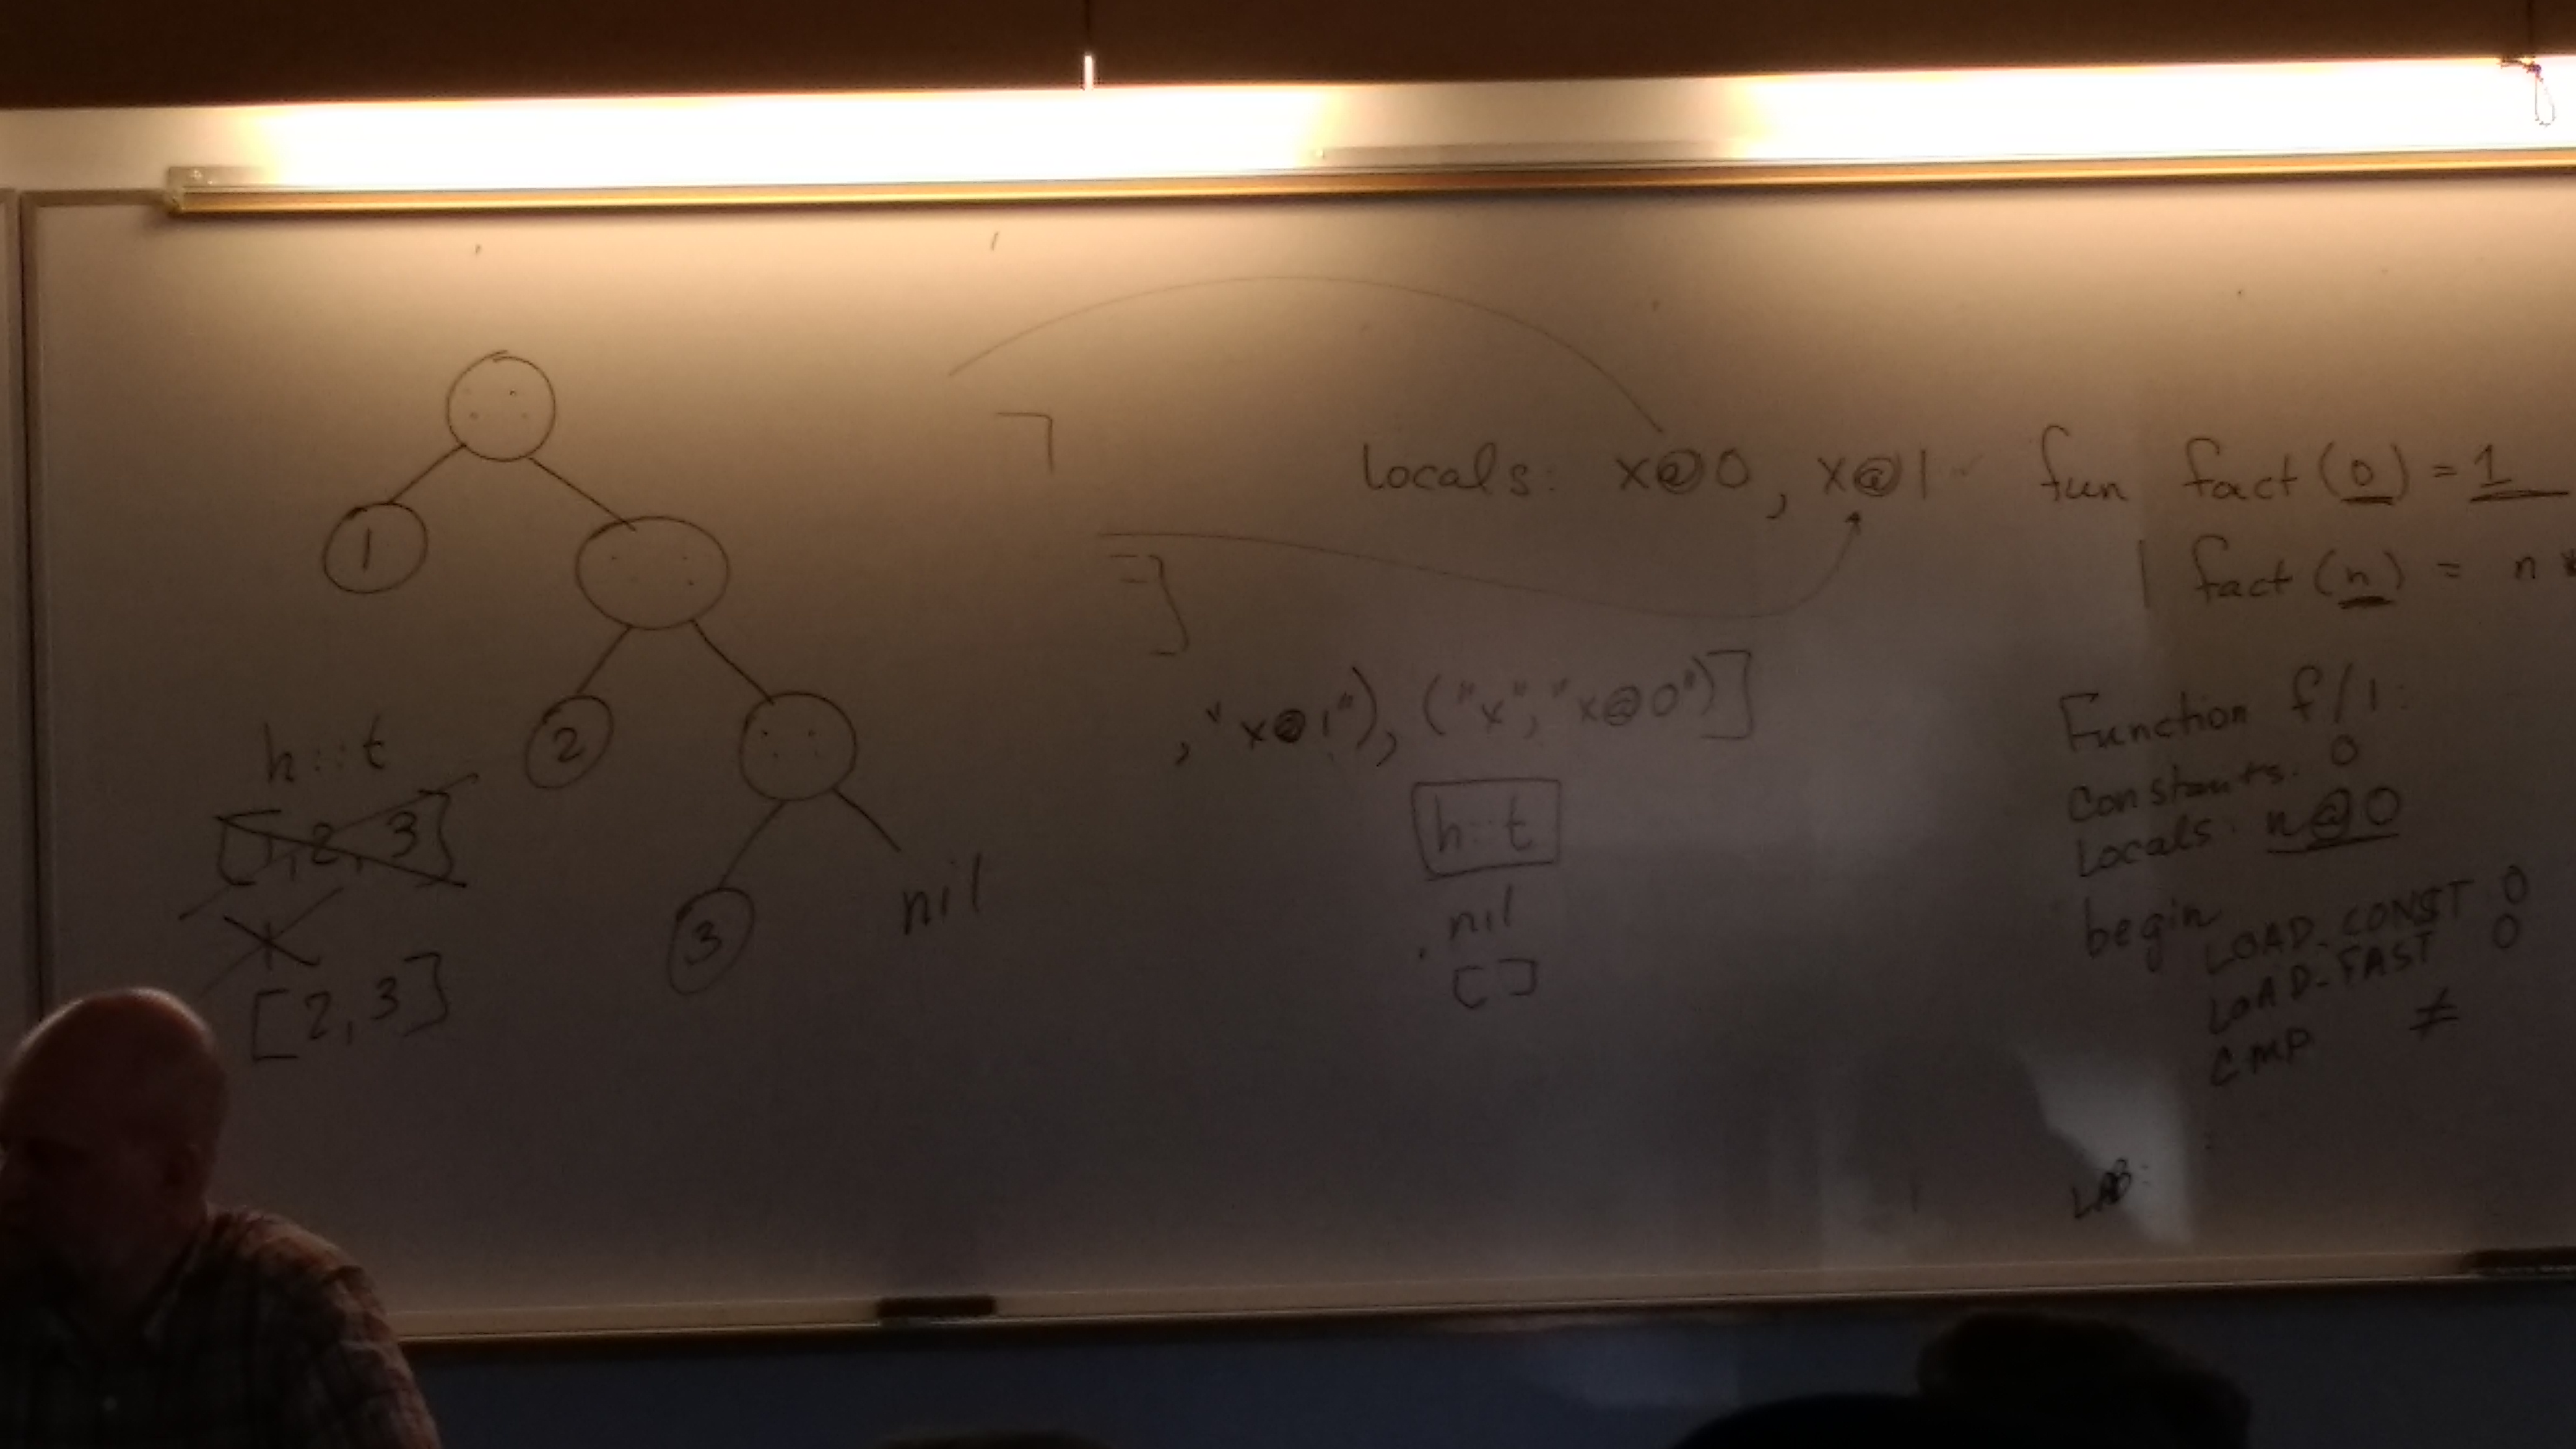 1
2
3
nil
h::t
[1,2,3]
[2,3]
]
Locals: x@0, x@1
,"x@1"), ("x","x@0")]
h::t
nil
[]
fun fact(0) = 1
| fact(n) = n *
Function f/1:
Constants: 0
Locals: n@0
begin
LOAD_CONST 0
LOAD_FAST 0
CMP ≠
LAB: